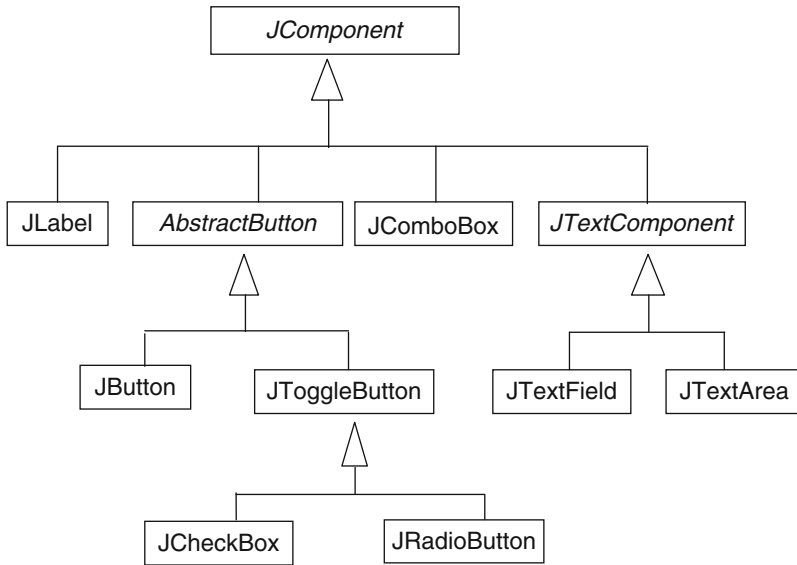 JComponent
JLabel
AbstractButton
JComboBox
JTextComponent
JButton
JToggleButton
JTextField
JTextArea
JCheckBox
JRadioButton